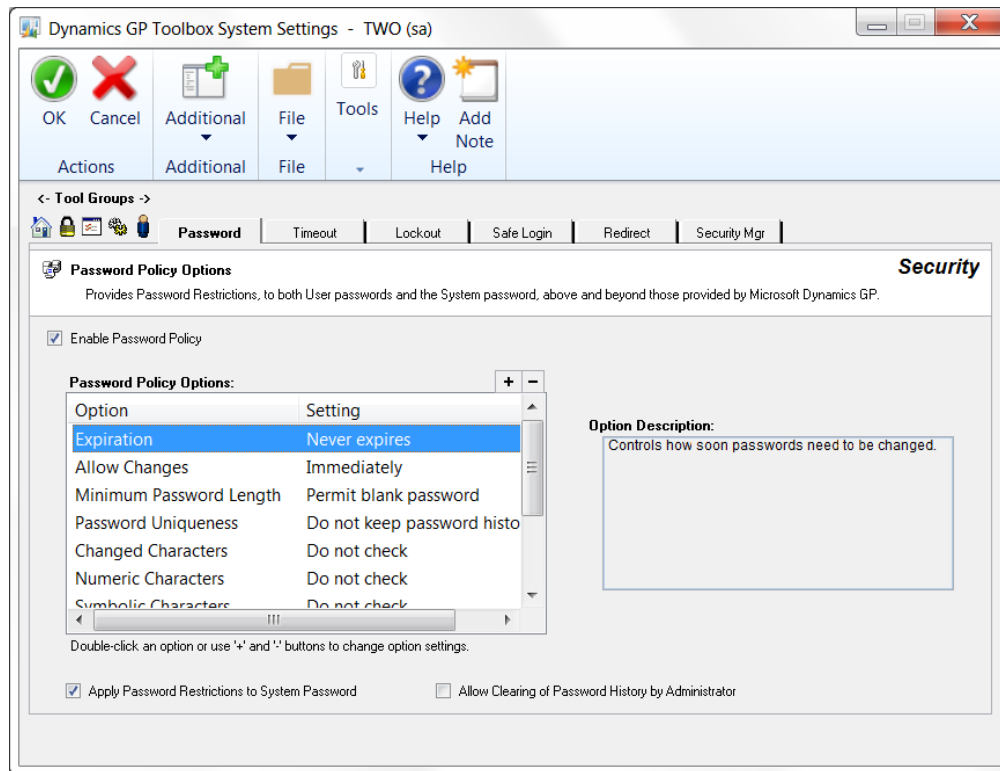 Dynamics GP Toolbox System Settings - TWO (sa)
OK Cancel Additional File Tools Help Add Note
Actions Additional File Help
<- Tool Groups ->
Password Timeout Lockout Safe Login Redirect Security Mgr
Password Policy Options Security
Provides Password Restrictions, to both User passwords and the System password, above and beyond those provided by Microsoft Dynamics GP.
Enable Password Policy
Password Policy Options: + −
Option Setting
Option Description:
Expiration Never expires
Controls how soon passwords need to be changed.
Allow Changes Immediately
Minimum Password Length Permit blank password
Password Uniqueness Do not keep password histo
Changed Characters Do not check
Numeric Characters Do not check
Symbolic Characters Do not check
Double-click an option or use '+' and '-' buttons to change option settings.
Apply Password Restrictions to System Password Allow Clearing of Password History by Administrator